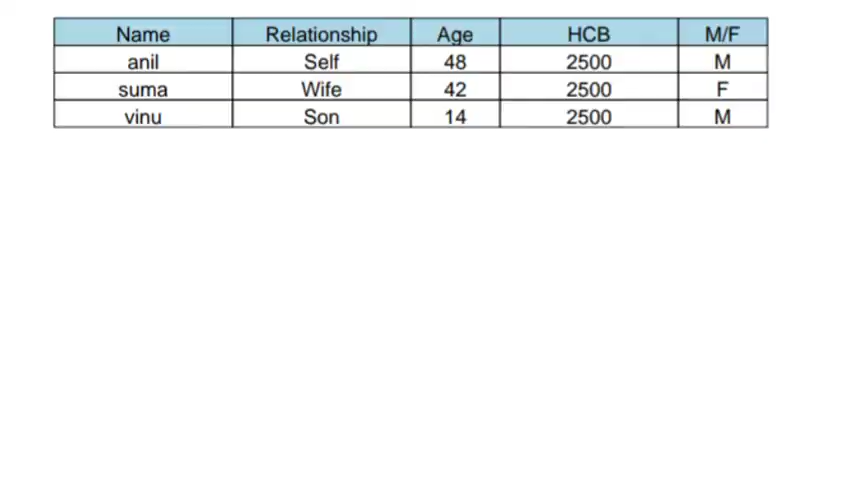 Name Relationship Age HCB M/F
anil Self 48 2500 M
suma Wife 42 2500 F
vinu Son 14 2500 M